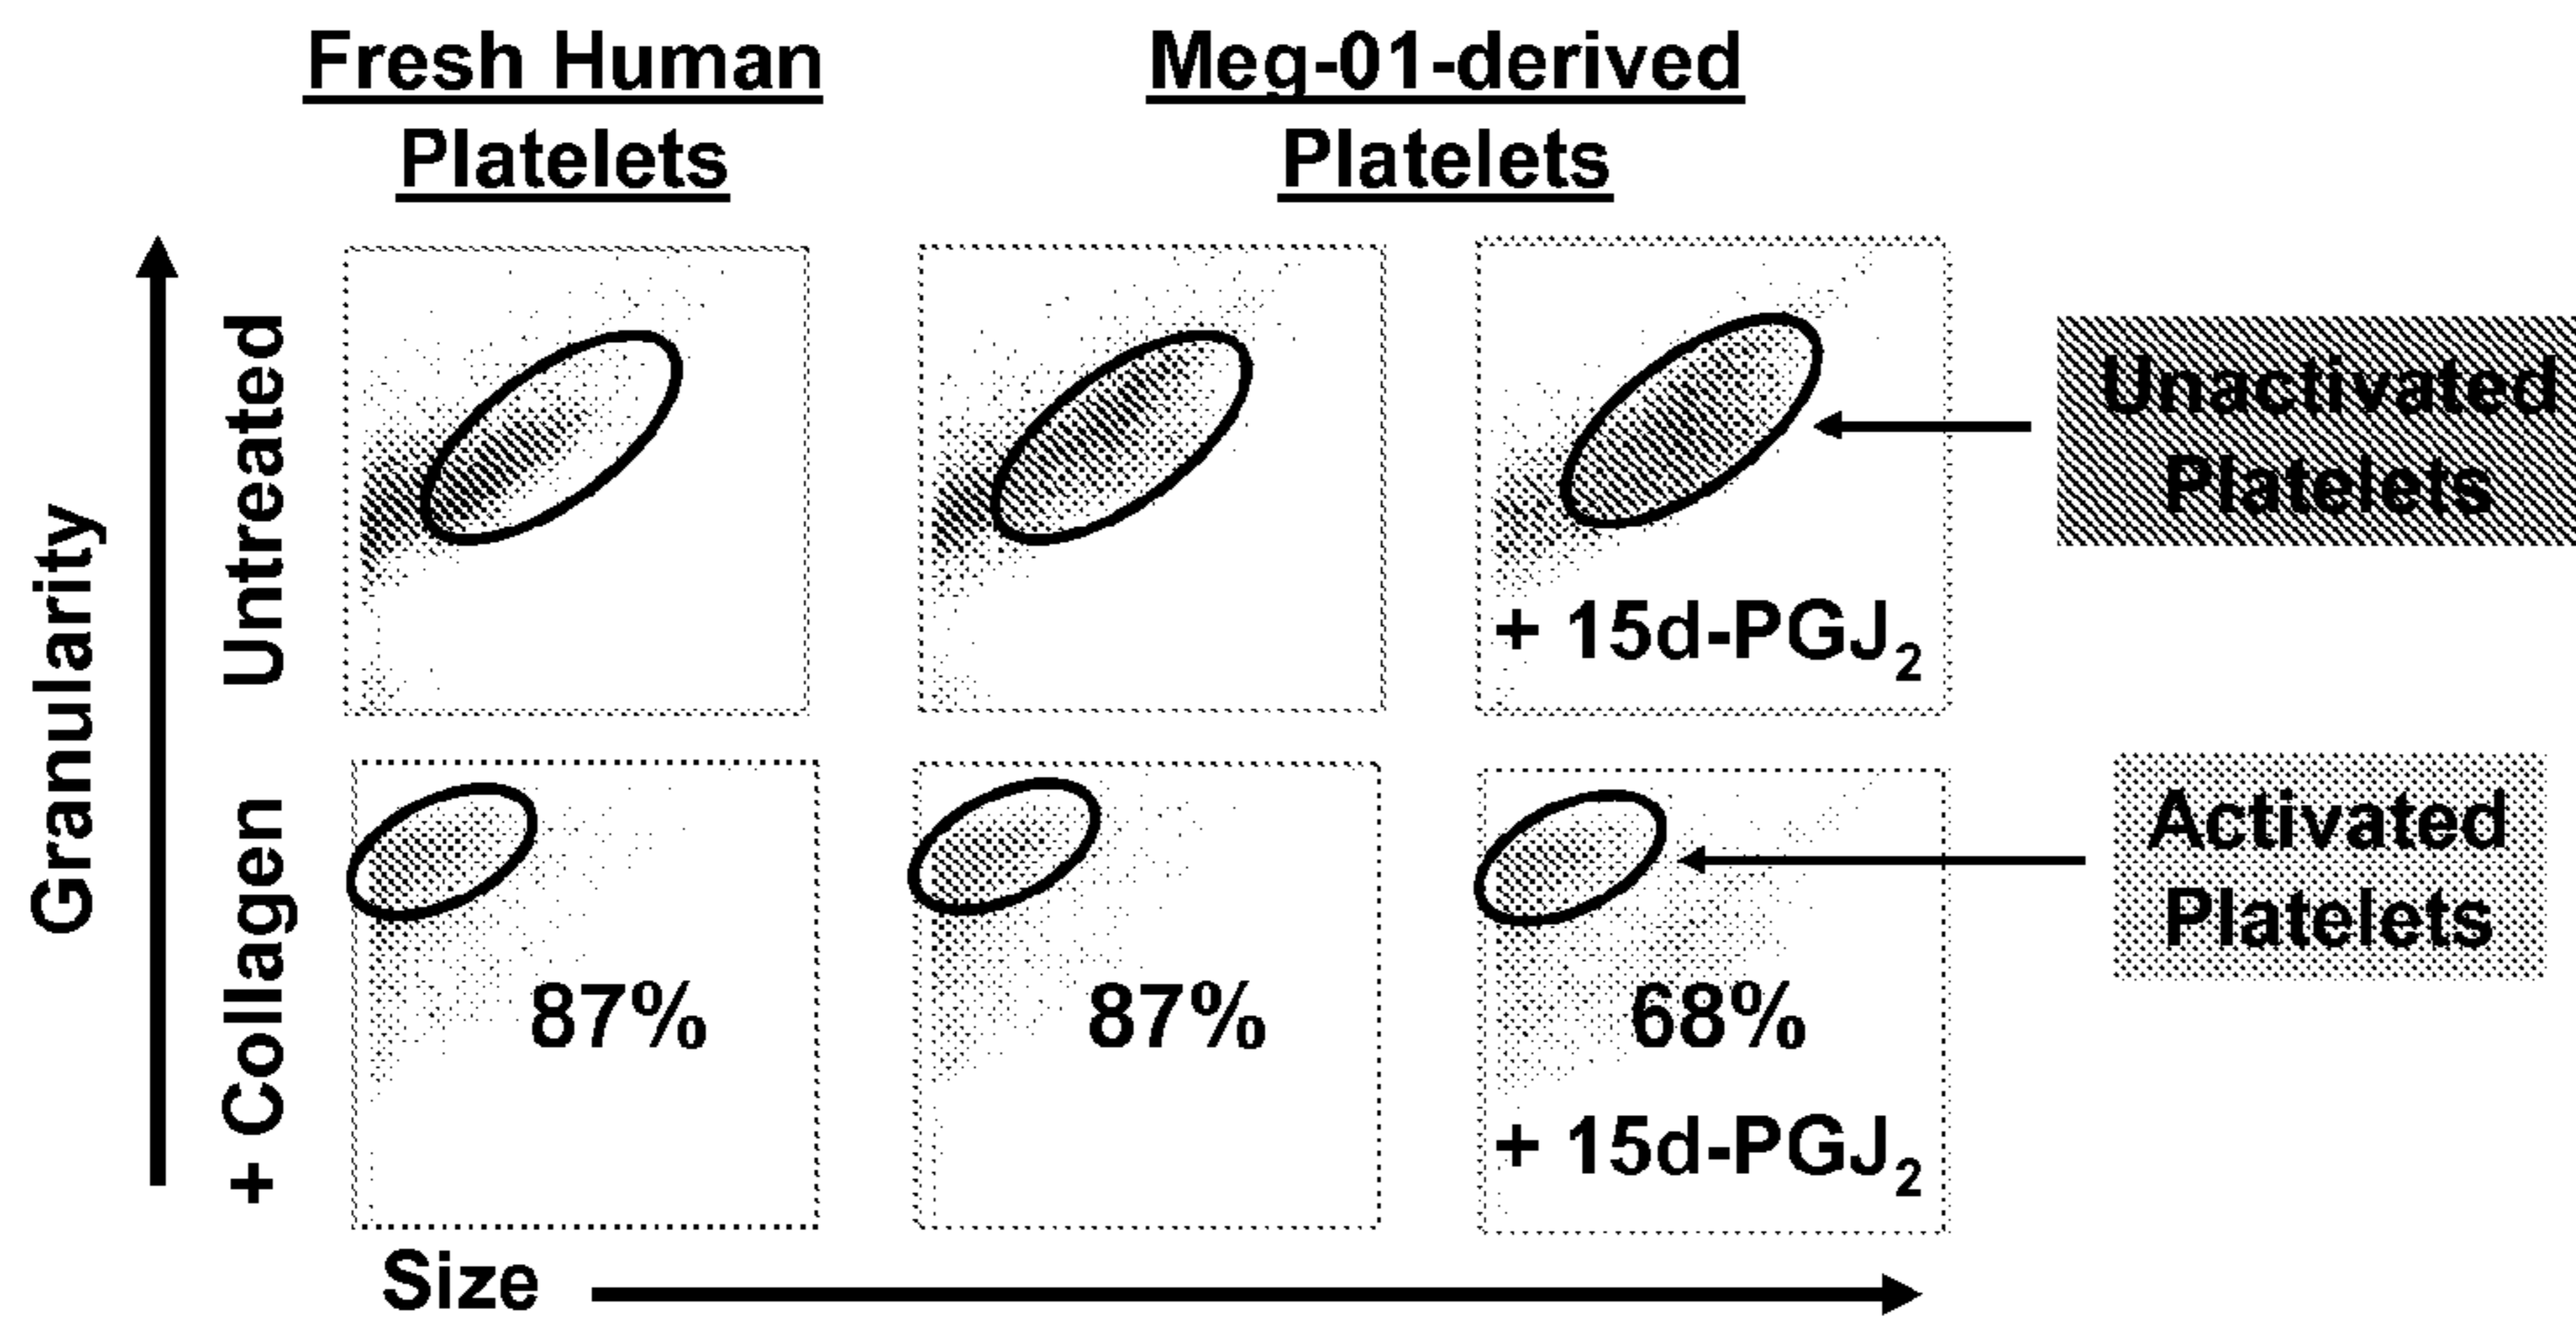 Fresh Human
Platelets
Meg-01-derived
Platelets
Granularity
Untreated
+ 15d-PGJ₂
Unactivated
Platelets
+ Collagen
87%
87%
68%
+ 15d-PGJ₂
Activated
Platelets
Size